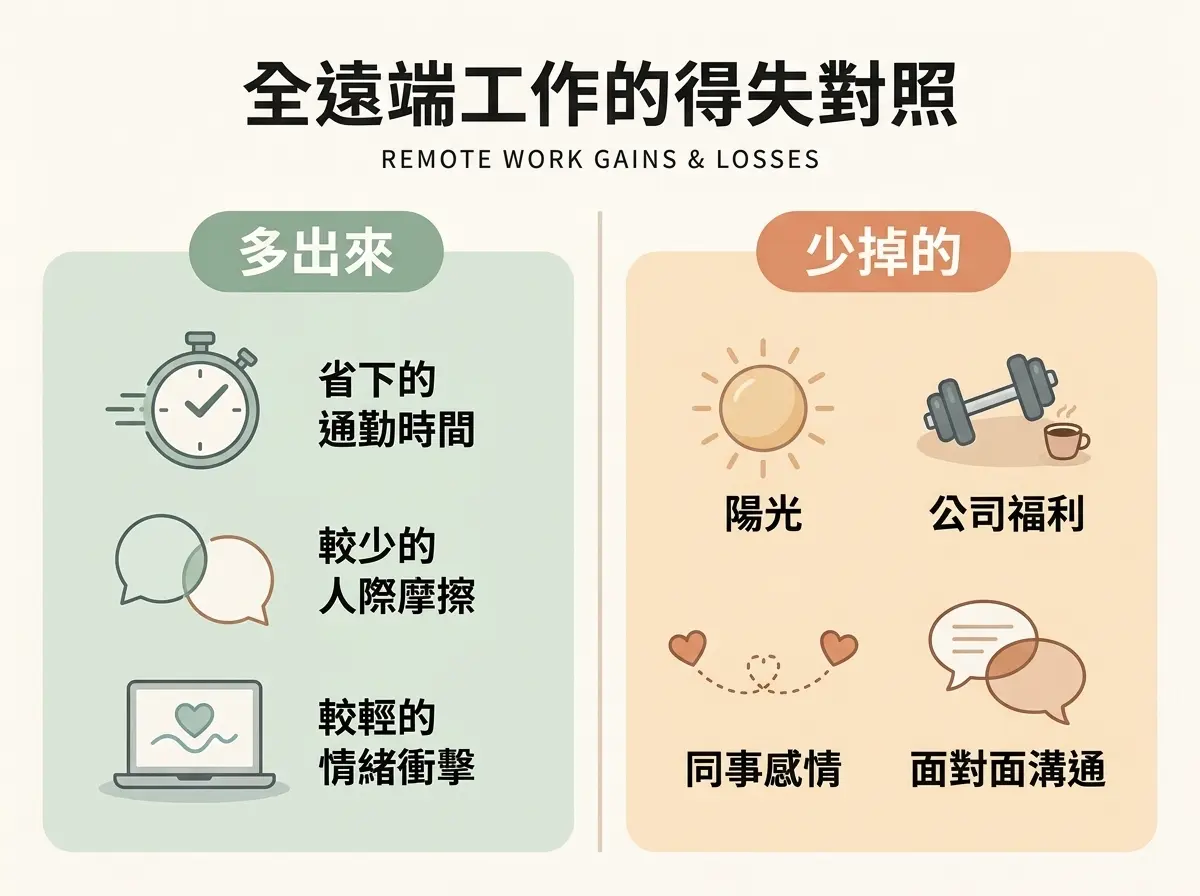 全遠端工作的得失對照
REMOTE WORK GAINS & LOSSES
多出來
省下的
通勤時間
較少的
人際摩擦
較輕的
情緒衝擊
少掉的
陽光
公司福利
同事感情
面對面溝通